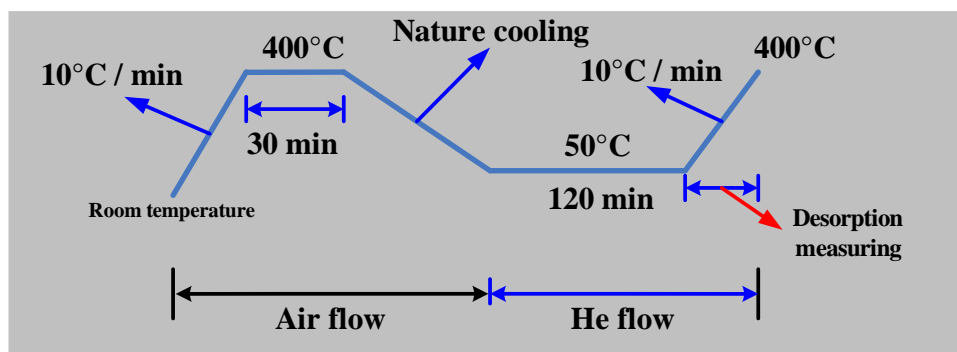 Nature cooling
400°C
400°C
10°C / min
10°C / min
30 min
50°C
120 min
Room temperature
Desorption
measuring
Air flow
He flow